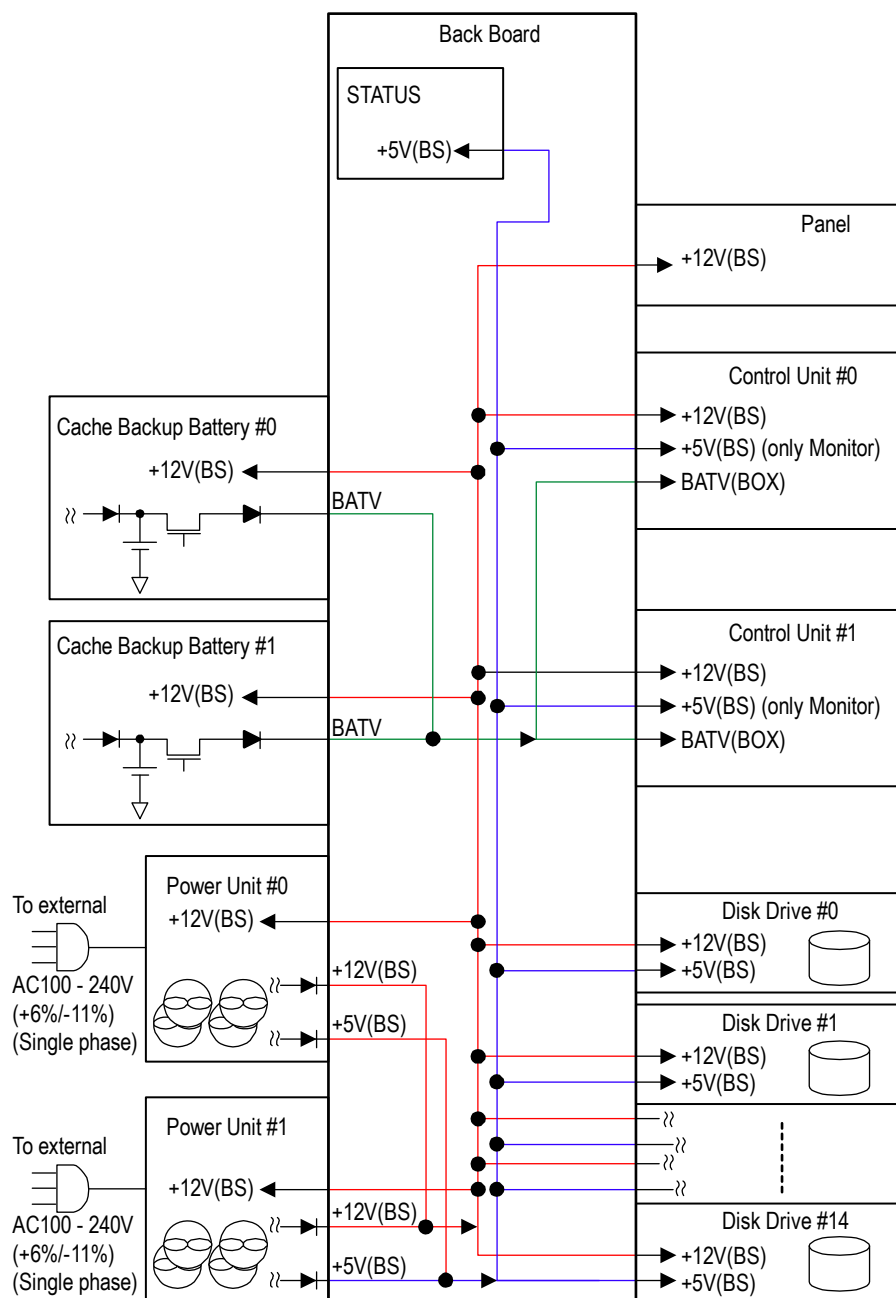 Back Board
STATUS
+5V(BS)
Panel
+12V(BS)
Control Unit #0
+12V(BS)
+5V(BS) (only Monitor)
BATV(BOX)
Cache Backup Battery #0
+12V(BS)
BATV
Control Unit #1
+12V(BS)
+5V(BS) (only Monitor)
BATV(BOX)
Cache Backup Battery #1
+12V(BS)
BATV
To external
AC100 - 240V
(+6%/-11%)
(Single phase)
Power Unit #0
+12V(BS)
+12V(BS)
+5V(BS)
Disk Drive #0
+12V(BS)
+5V(BS)
Disk Drive #1
+12V(BS)
+5V(BS)
To external
AC100 - 240V
(+6%/-11%)
(Single phase)
Power Unit #1
+12V(BS)
+12V(BS)
+5V(BS)
Disk Drive #14
+12V(BS)
+5V(BS)